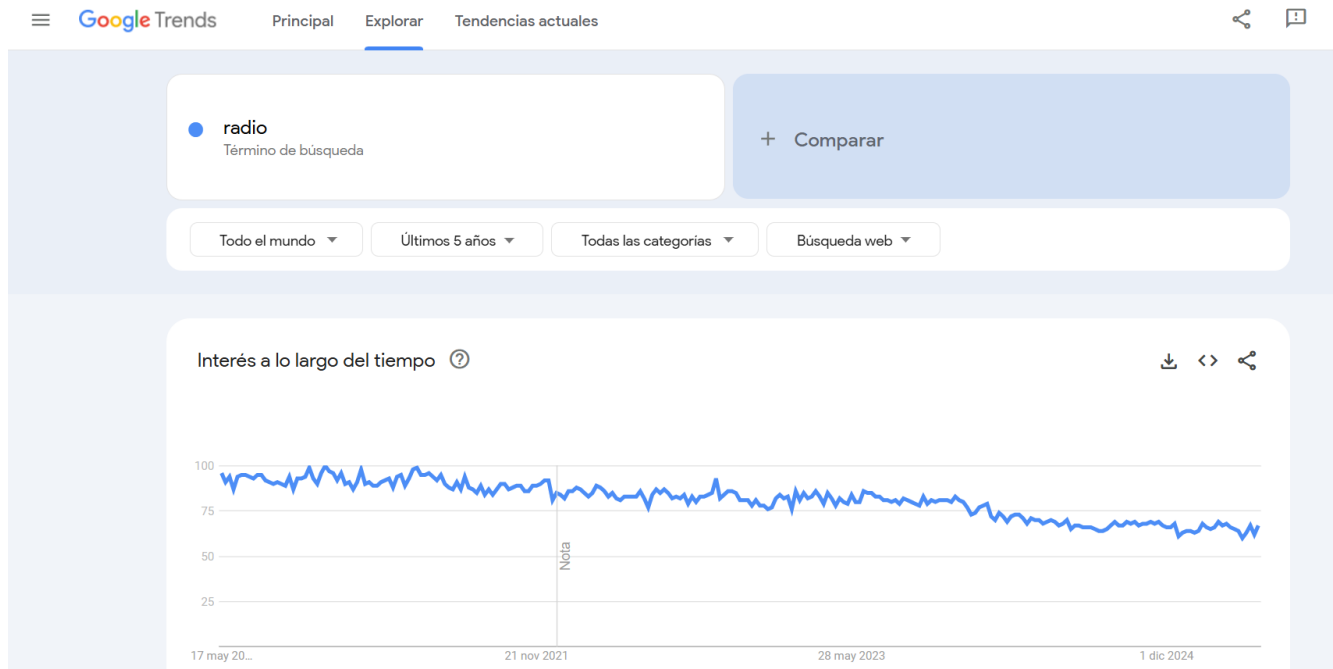 Google Trends
Principal Explorar Tendencias actuales
radio
Término de búsqueda
+ Comparar
Todo el mundo
Últimos 5 años
Todas las categorías
Búsqueda web
Interés a lo largo del tiempo
100
75
50
25
Nota
17 may 20...
21 nov 2021
28 may 2023
1 dic 2024